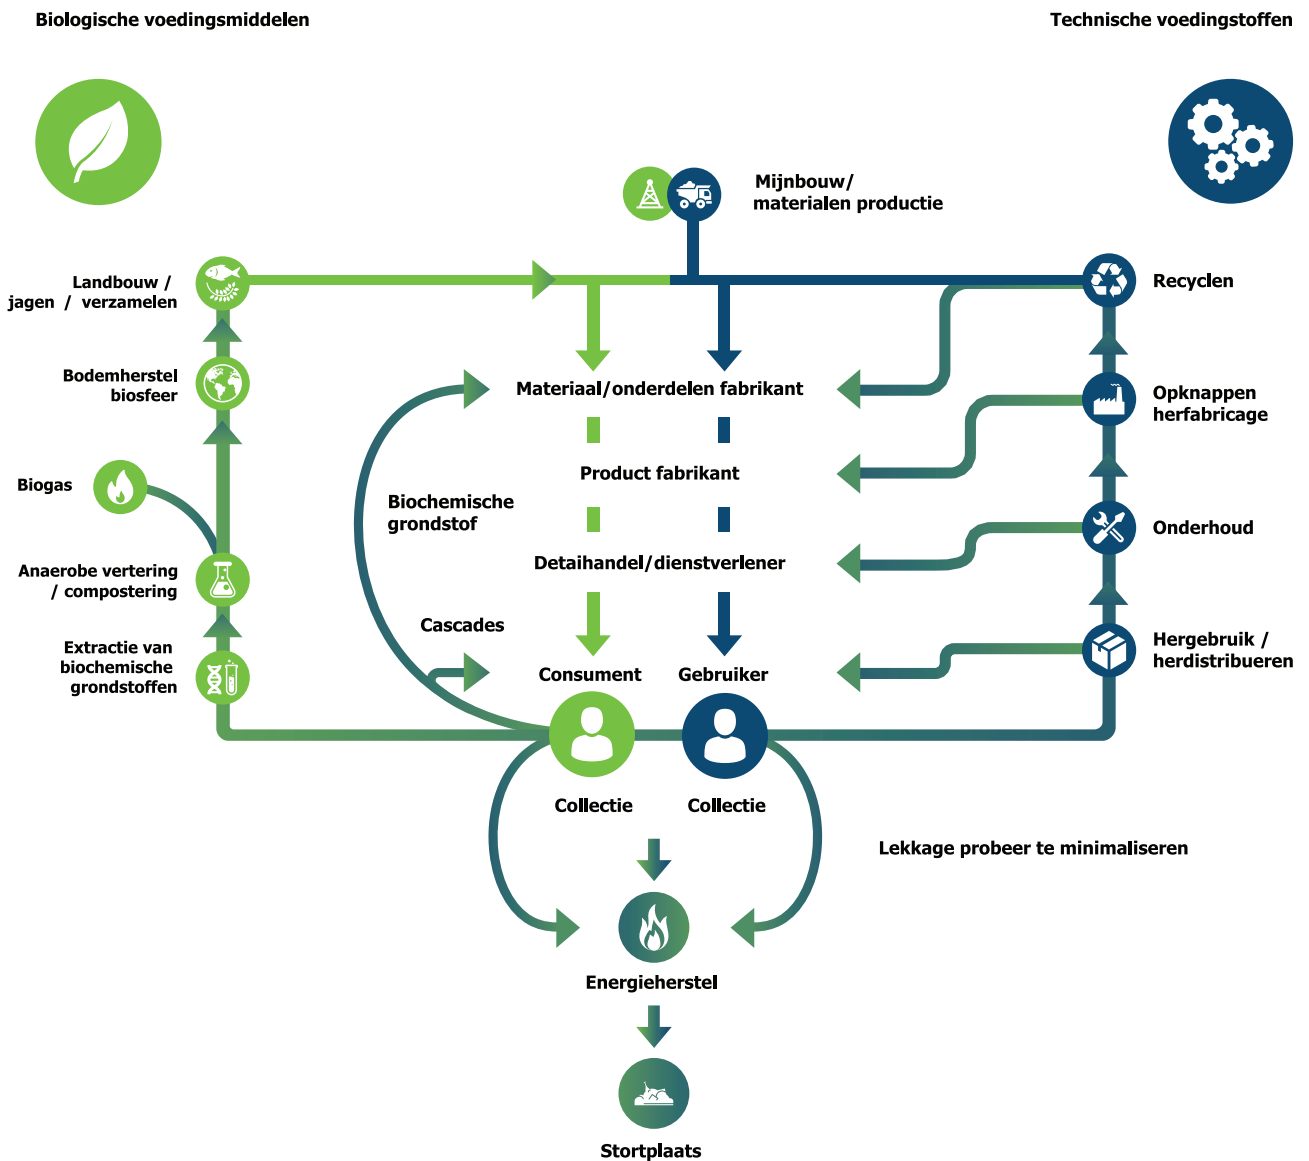 Biologische voedingsmiddelen
Technische voedingstoffen
Mijnbouw/
materialen productie
Landbouw /
jagen / verzamelen
Recyclen
Bodemherstel
biosfeer
Materiaal/onderdelen fabrikant
Opknappen
herfabricage
Biogas
Product fabrikant
Biochemische
grondstof
Onderhoud
Anaerobe vertering
/ compostering
Detaihandel/dienstverlener
Cascades
Extractie van
biochemische
grondstoffen
Consument
Gebruiker
Hergebruik /
herdistribueren
Collectie
Collectie
Lekkage probeer te minimaliseren
Energieherstel
Stortplaats